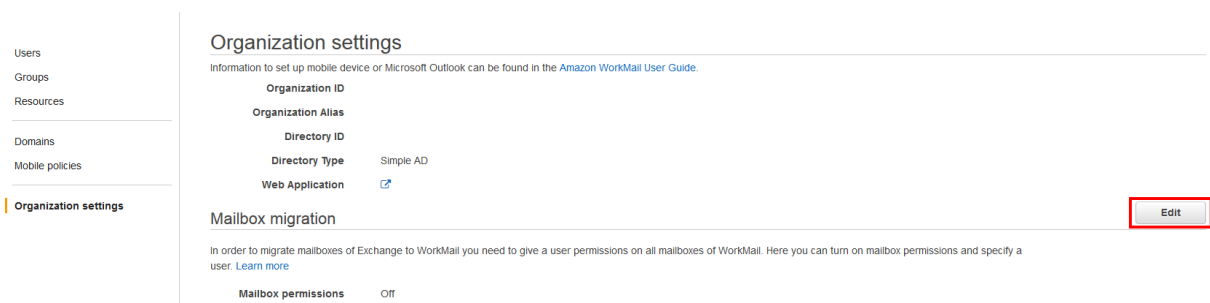 Users
Groups
Resources
Domains
Mobile policies
Organization settings
Organization settings
Information to set up mobile device or Microsoft Outlook can be found in the Amazon WorkMail User Guide.
Organization ID
Organization Alias
Directory ID
Directory Type Simple AD
Web Application
Mailbox migration
Edit
In order to migrate mailboxes of Exchange to WorkMail you need to give a user permissions on all mailboxes of WorkMail. Here you can turn on mailbox permissions and specify a
user. Learn more
Mailbox permissions Off